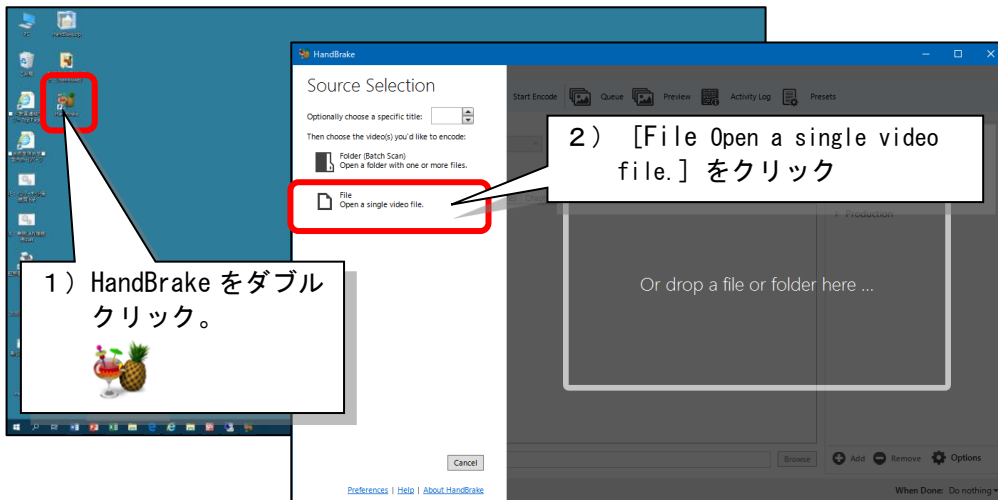 PC
HandBrake
HandBrake
Source Selection
Optionally choose a specific title:
Then choose the video(s) you'd like to encode:
Folder (Batch Scan)
Open a folder with one or more files.
File
Open a single video file.
Cancel
Preferences | Help | About HandBrake
Start Encode
Queue
Preview
Activity Log
Presets
Production
Or drop a file or folder here ...
Browse
Add
Remove
Options
When Done: Do nothing
1) HandBrake をダブル
クリック。
2) [File Open a single video
file.] をクリック